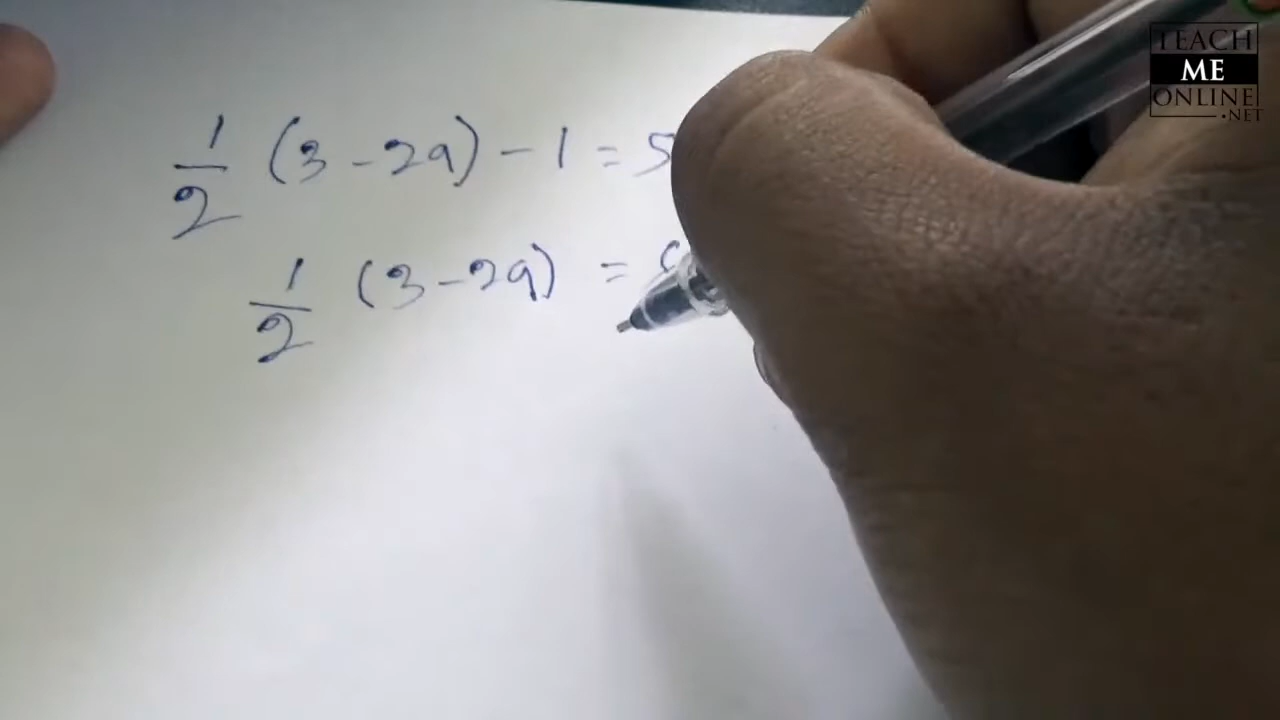 1/2 (3 - 2a) - 1 = 5
1/2 (3 - 2a) =
TEACH
ME
ONLINE
.NET